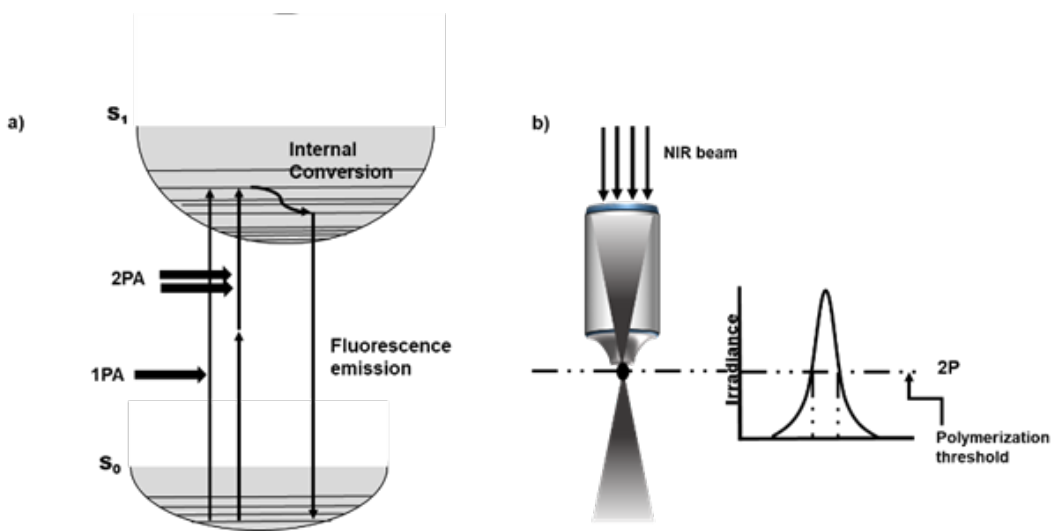 a)
S1
Internal
Conversion
2PA
1PA
Fluorescence
emission
S0
b)
NIR beam
Irradiance
2P
Polymerization
threshold